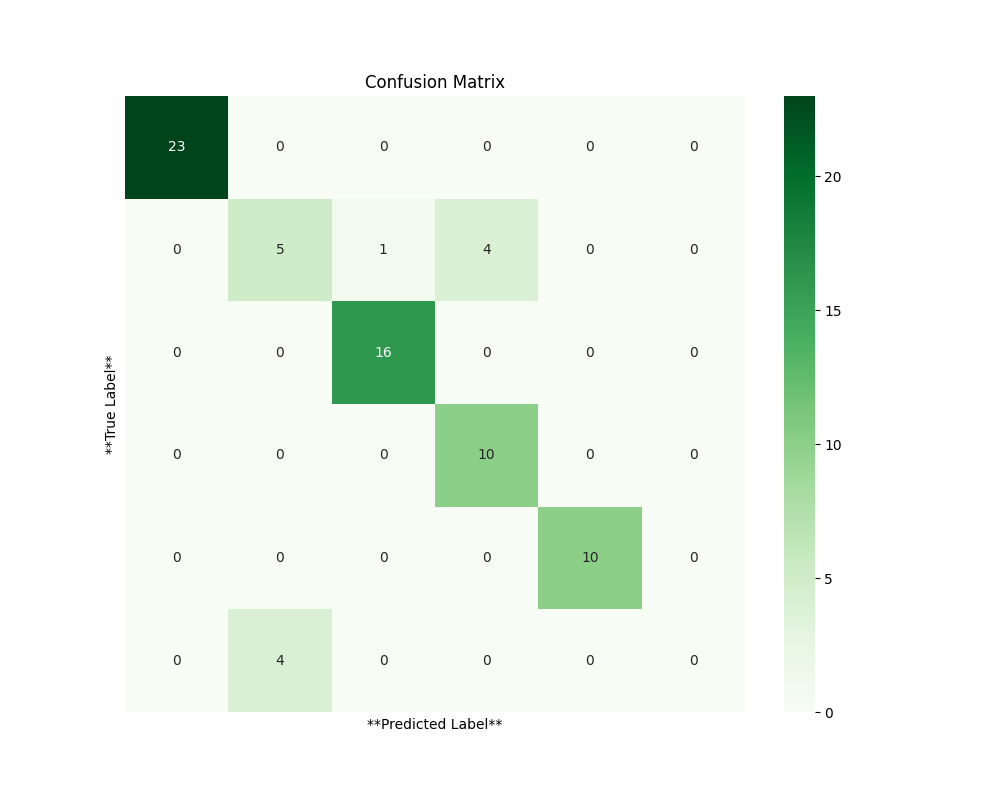 Confusion Matrix
23 0 0 0 0 0
0 5 1 4 0 0
0 0 16 0 0 0
0 0 0 10 0 0
0 0 0 0 10 0
0 4 0 0 0 0
**True Label**
**Predicted Label**
20
15
10
5
0